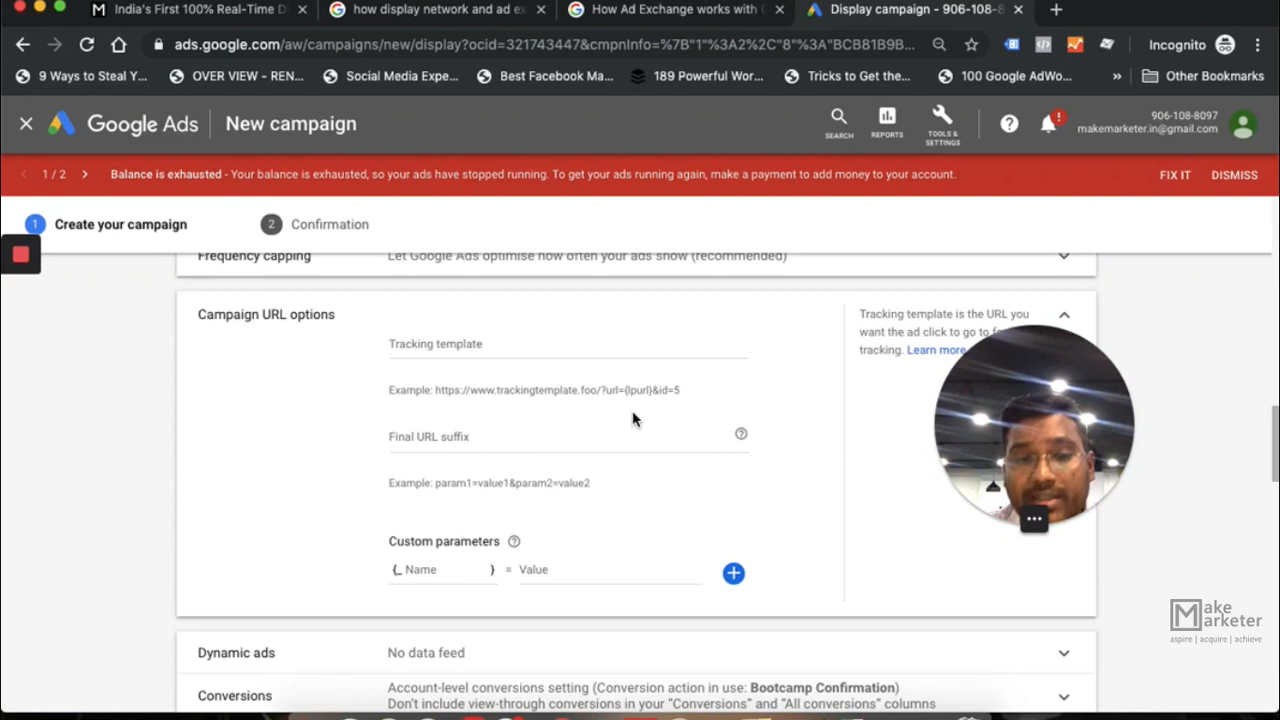 India's First 100% Real-Time D
how display network and ad ex
How Ad Exchange works with G
Display campaign - 906-108-8
ads.google.com/aw/campaigns/new/display?ocid=321743447&cmpnInfo=%7B"1"%3A2%2C"8"%3A"BCB81B9B...
Incognito
9 Ways to Steal Y...
OVER VIEW - REN...
Social Media Expe...
Best Facebook Ma...
189 Powerful Wor...
Tricks to Get the...
100 Google AdWo...
»
Other Bookmarks
Google Ads
New campaign
SEARCH
REPORTS
TOOLS & SETTINGS
906-108-8097
makemarketer.in@gmail.com
1 / 2
Balance is exhausted - Your balance is exhausted, so your ads have stopped running. To get your ads running again, make a payment to add money to your account.
FIX IT
DISMISS
1 Create your campaign
2 Confirmation
Frequency capping
Let Google Ads optimise how often your ads show (recommended)
Campaign URL options
Tracking template
Example: https://www.trackingtemplate.foo/?url={lpurl}&id=5
Final URL suffix
Example: param1=value1&param2=value2
Custom parameters
{_ Name } = Value
Tracking template is the URL you
want the ad click to go to
tracking. Learn more
Dynamic ads
No data feed
Conversions
Account-level conversions setting (Conversion action in use: Bootcamp Confirmation)
Don't include view-through conversions in your "Conversions" and "All conversions" columns
Make
Marketer
aspire | acquire | achieve